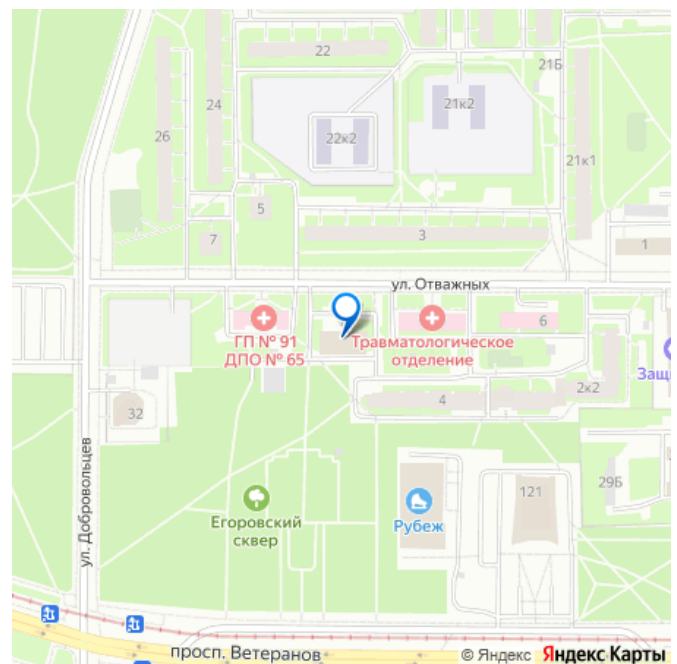 22
21Б
24
21к2
26
22к2
21к1
5
7
3
1
ул. Отважных
ГП № 91
ДПО № 65
Травматологическое
отделение
6
Защи
2к2
4
32
ул. Добровольцев
Егоровский
сквер
Рубеж
121
29Б
просп. Ветеранов
© Яндекс Яндекс Карты